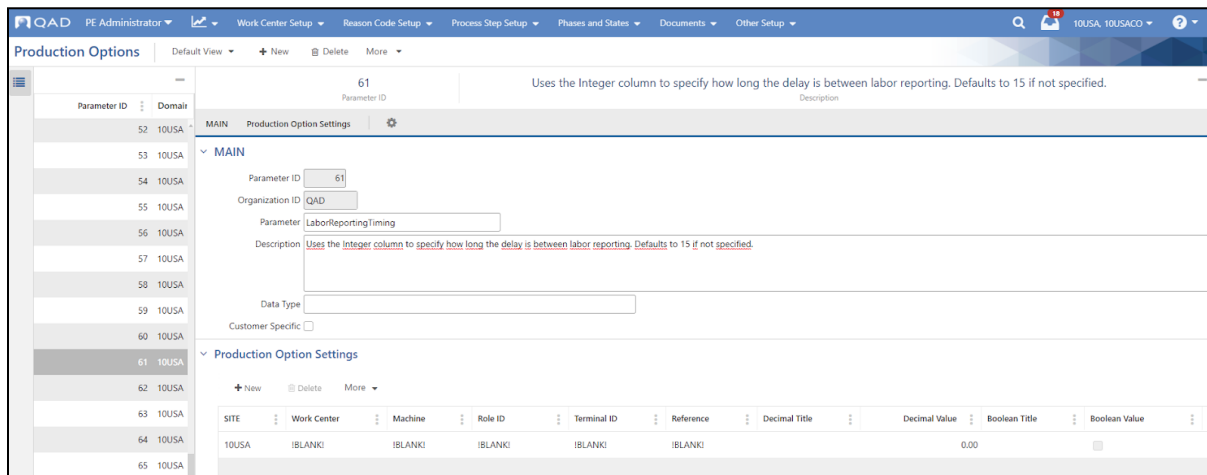 QAD PE Administrator Work Center Setup Reason Code Setup Process Step Setup Phases and States Documents Other Setup 18 10USA, 10USACO ?
Production Options Default View + New Delete More
61 Uses the Integer column to specify how long the delay is between labor reporting. Defaults to 15 if not specified.
Parameter ID Description
Parameter ID Domain
MAIN Production Option Settings
52 10USA
53 10USA
54 10USA
55 10USA
56 10USA
57 10USA
58 10USA
59 10USA
60 10USA
61 10USA
62 10USA
63 10USA
64 10USA
65 10USA
MAIN
Parameter ID 61
Organization ID QAD
Parameter LaborReportingTiming
Description Uses the Integer column to specify how long the delay is between labor reporting. Defaults to 15 if not specified.
Data Type
Customer Specific
Production Option Settings
+ New Delete More
SITE Work Center Machine Role ID Terminal ID Reference Decimal Title Decimal Value Boolean Title Boolean Value
10USA !BLANK! !BLANK! !BLANK! !BLANK! !BLANK! 0.00